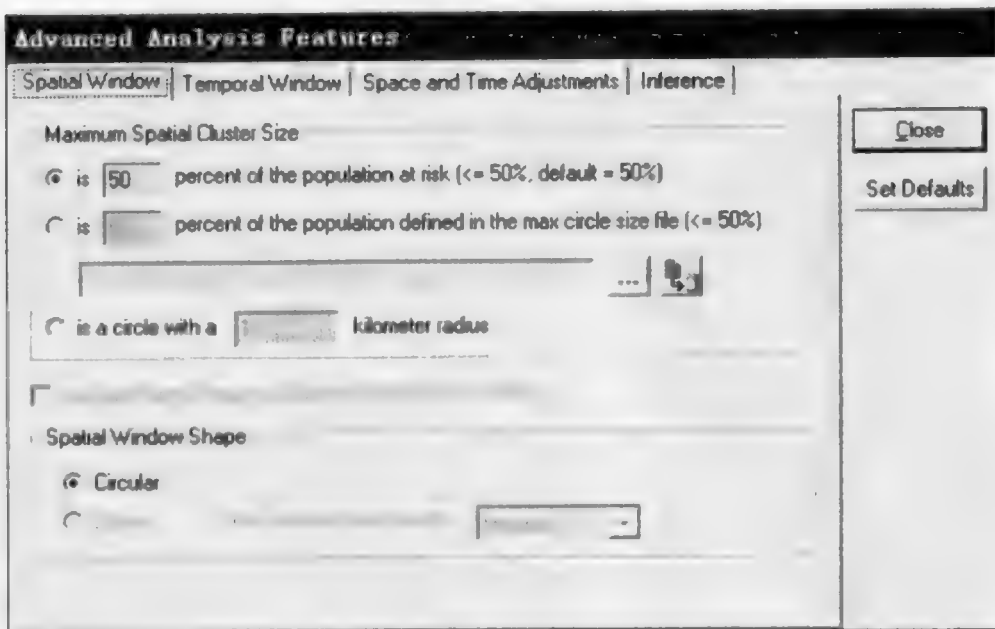 Advanced Analysis Features
Spatial Window Temporal Window Space and Time Adjustments Inference
Maximum Spatial Cluster Size
is 50 percent of the population at risk (<= 50%, default = 50%)
is percent of the population defined in the max circle size file (<= 50%)
...
is a circle with a kilometer radius
Spatial Window Shape
Circular
Close
Set Defaults